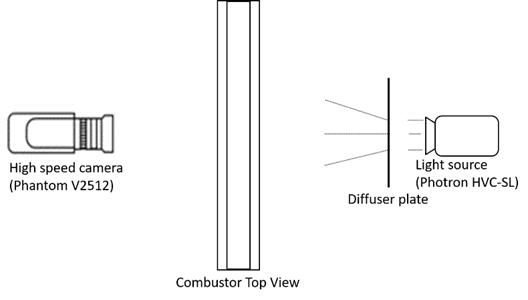 High speed camera
(Phantom V2512)
Light source
(Photron HVC-SL)
Diffuser plate
Combustor Top View